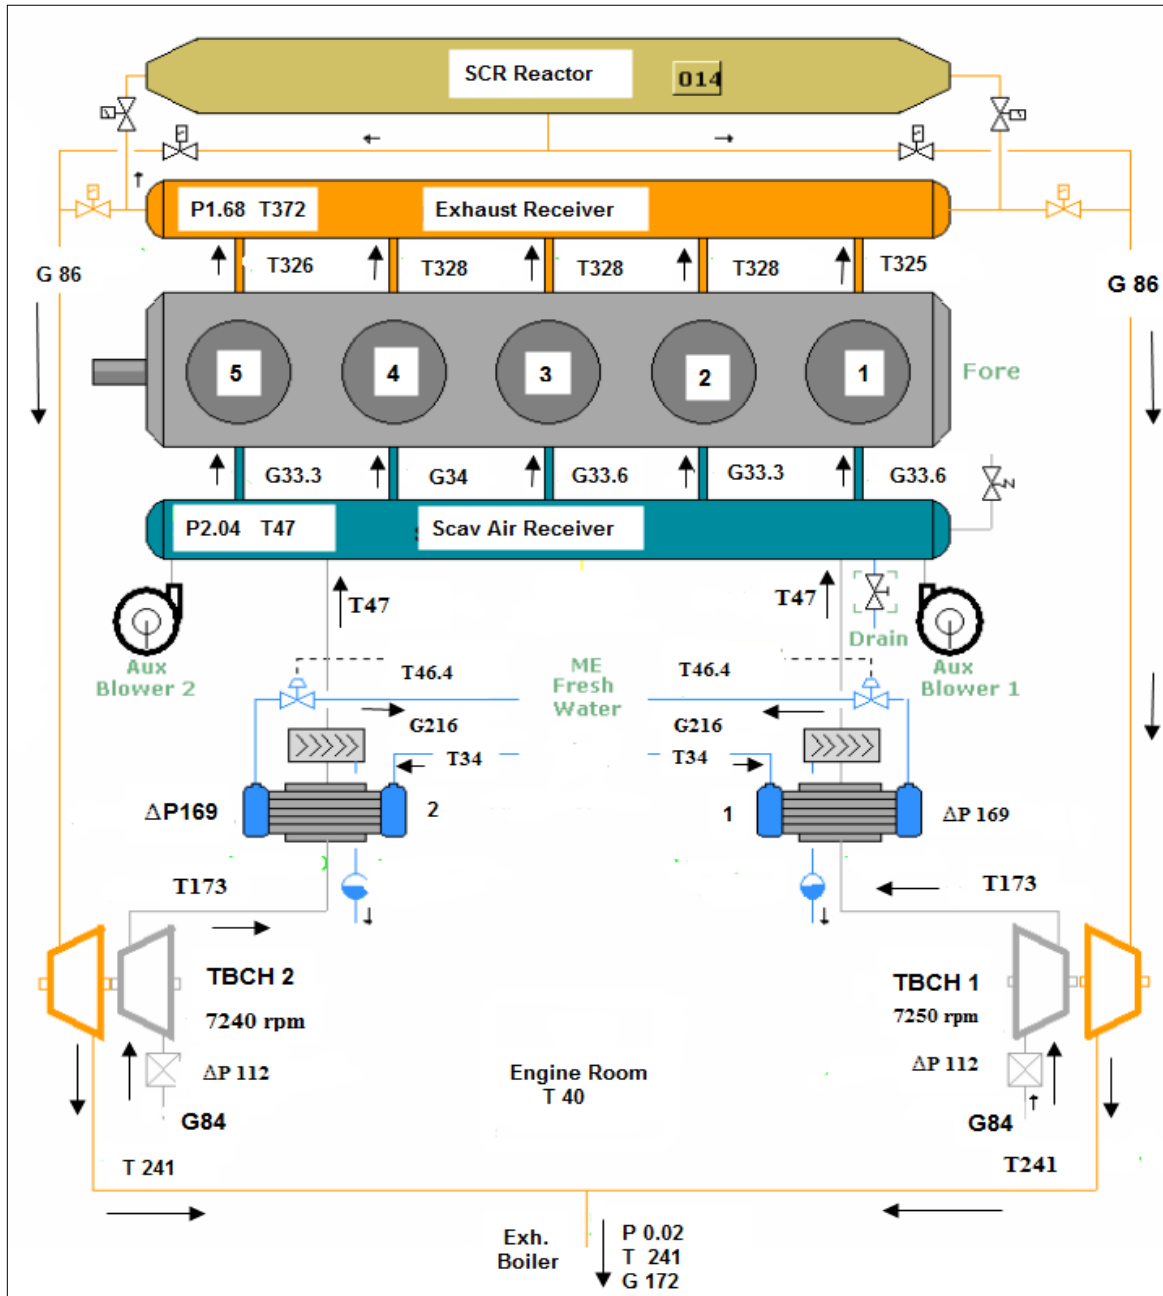 SCR Reactor
014
P1.68 T372
Exhaust Receiver
G 86
T326
T328
T328
T328
T325
G 86
5
4
3
2
1
Fore
G33.3
G34
G33.6
G33.3
G33.6
P2.04 T47
Scav Air Receiver
T47
T47
Drain
Aux
Blower 2
Aux
Blower 1
T46.4
ME
Fresh
Water
T46.4
G216
G216
T34
T34
ΔP169
2
1
ΔP 169
T173
T173
TBCH 2
7240 rpm
TBCH 1
7250 rpm
ΔP 112
ΔP 112
Engine Room
T 40
G84
G84
T 241
T241
Exh.
Boiler
P 0.02
T 241
G 172